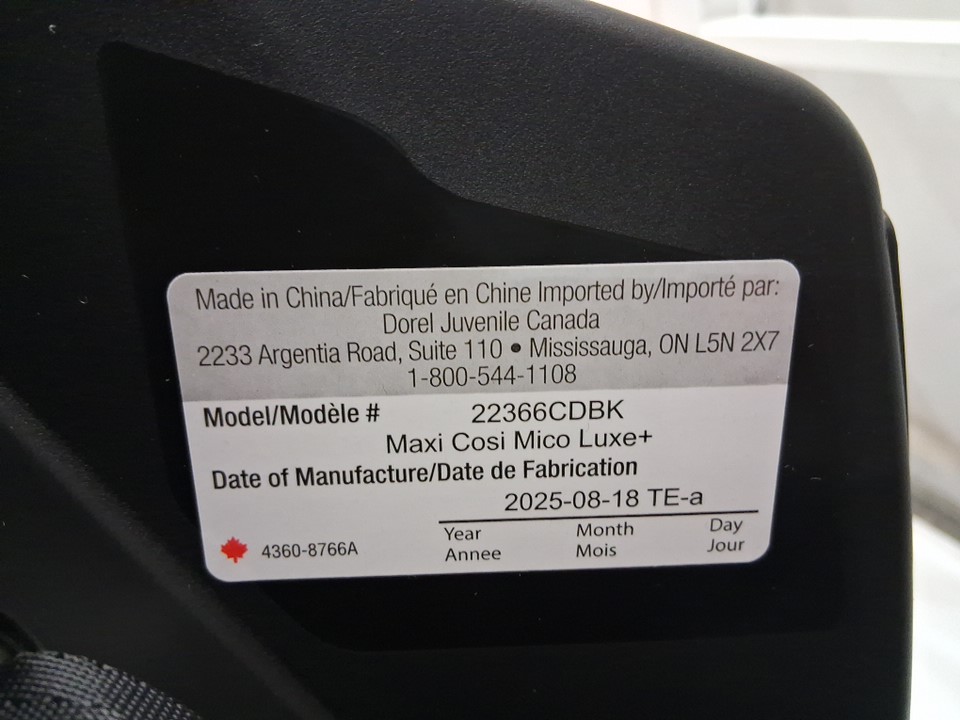 Made in China/Fabriqué en Chine Imported by/Importé par:
Dorel Juvenile Canada
2233 Argentia Road, Suite 110 • Mississauga, ON L5N 2X7
1-800-544-1108
Model/Modèle # 22366CDBK
Maxi Cosi Mico Luxe+
Date of Manufacture/Date de Fabrication
2025-08-18 TE-a
Year Month Day
4360-8766A Annee Mois Jour